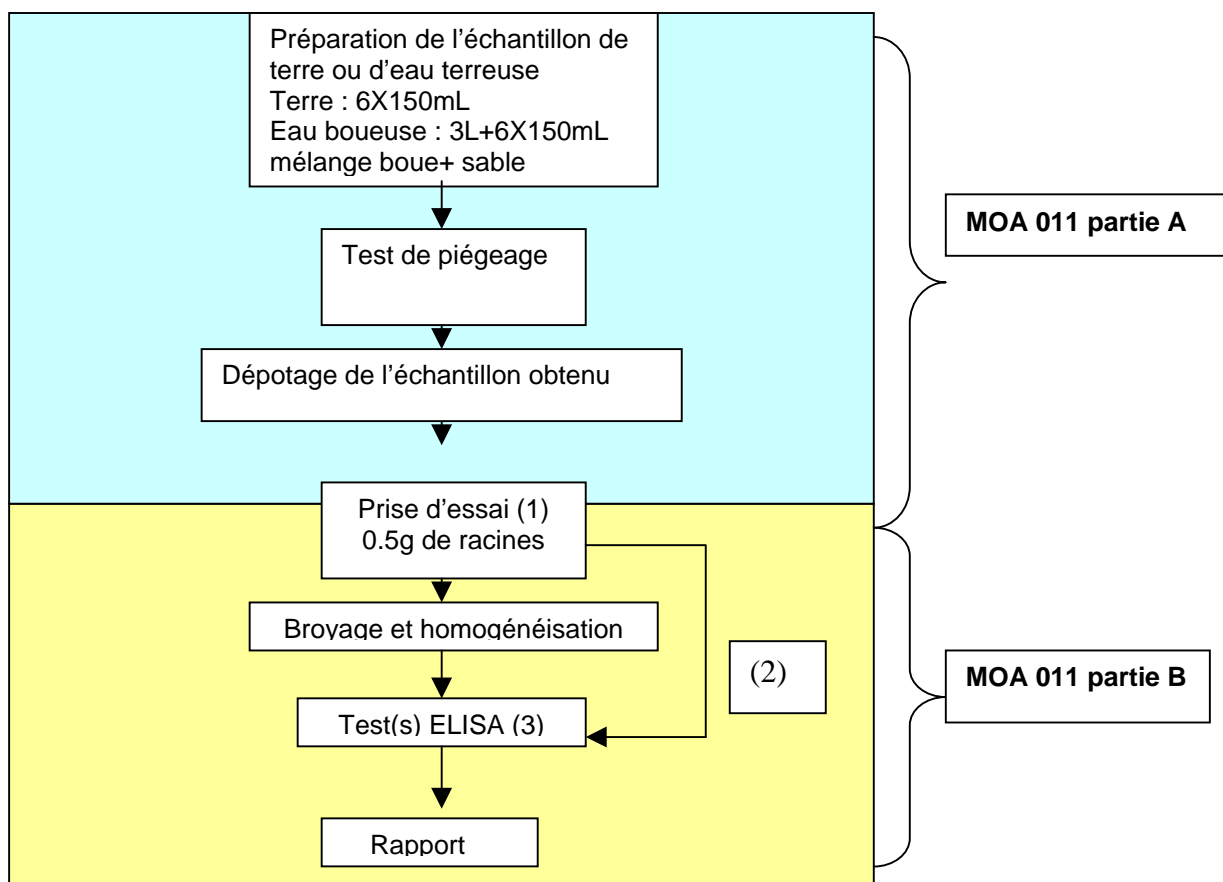 Préparation de l’échantillon de
terre ou d’eau terreuse
Terre : 6X150mL
Eau boueuse : 3L+6X150mL
mélange boue+ sable
MOA 011 partie A
Test de piégeage
Dépotage de l’échantillon obtenu
Prise d’essai (1)
0.5g de racines
Broyage et homogénéisation
(2)
MOA 011 partie B
Test(s) ELISA (3)
Rapport